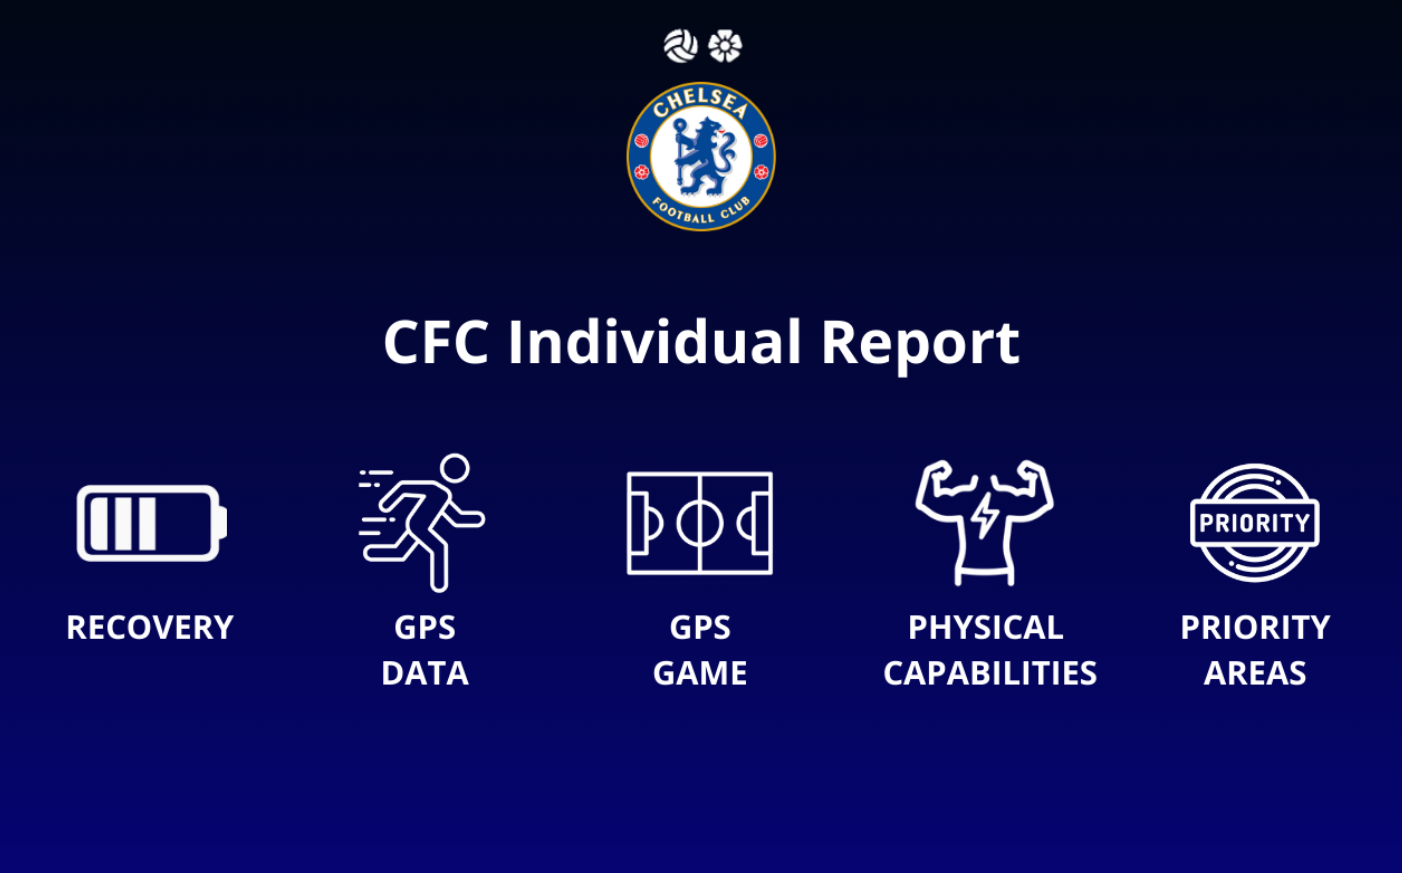 CHELSEA
FOOTBALL CLUB
CFC Individual Report
PRIORITY
RECOVERY
GPS
DATA
GPS
GAME
PHYSICAL
CAPABILITIES
PRIORITY
AREAS